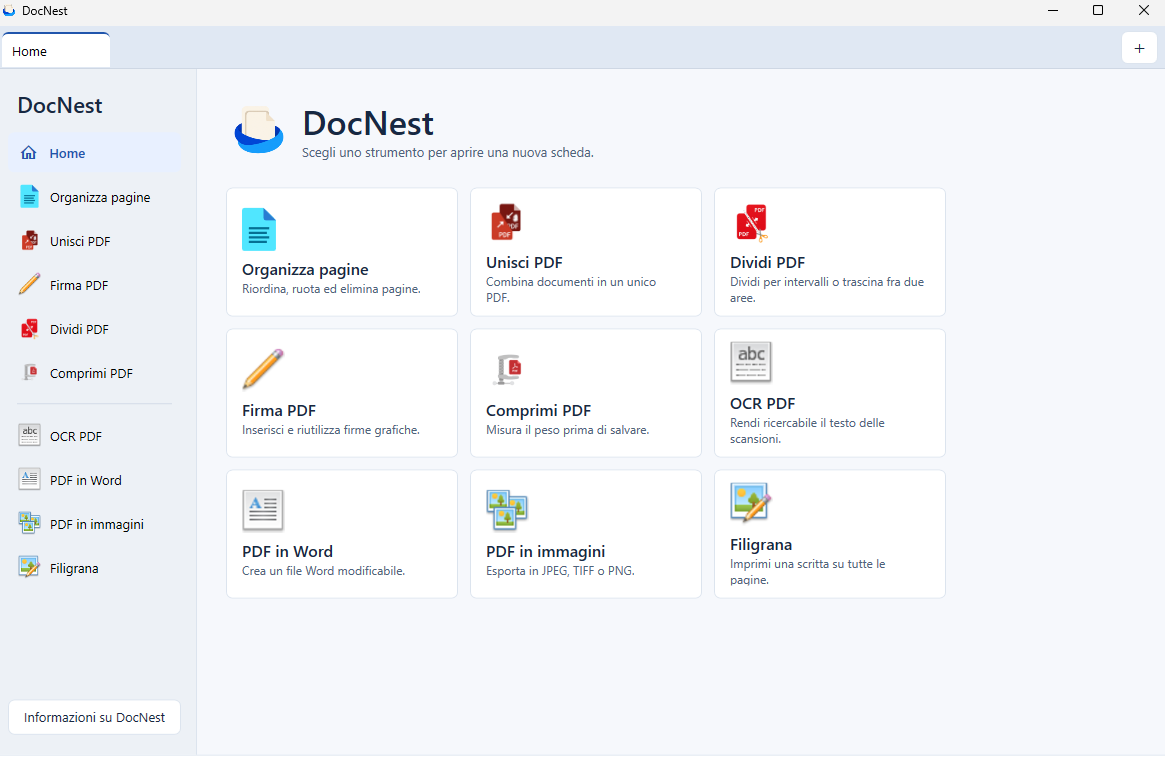 DocNest
Home
+
DocNest
Home
Organizza pagine
Unisci PDF
Firma PDF
Dividi PDF
Comprimi PDF
OCR PDF
PDF in Word
PDF in immagini
Filigrana
Informazioni su DocNest
DocNest
Scegli uno strumento per aprire una nuova scheda.
Organizza pagine
Riordina, ruota ed elimina pagine.
PDF
Unisci PDF
Combina documenti in un unico
PDF.
PDF
PDF
Dividi PDF
Dividi per intervalli o trascina fra due
aree.
Firma PDF
Inserisci e riutilizza firme grafiche.
Comprimi PDF
Misura il peso prima di salvare.
abc
OCR PDF
Rendi ricercabile il testo delle
scansioni.
A
PDF in Word
Crea un file Word modificabile.
PDF in immagini
Esporta in JPEG, TIFF o PNG.
Filigrana
Imprimi una scritta su tutte le
pagine.